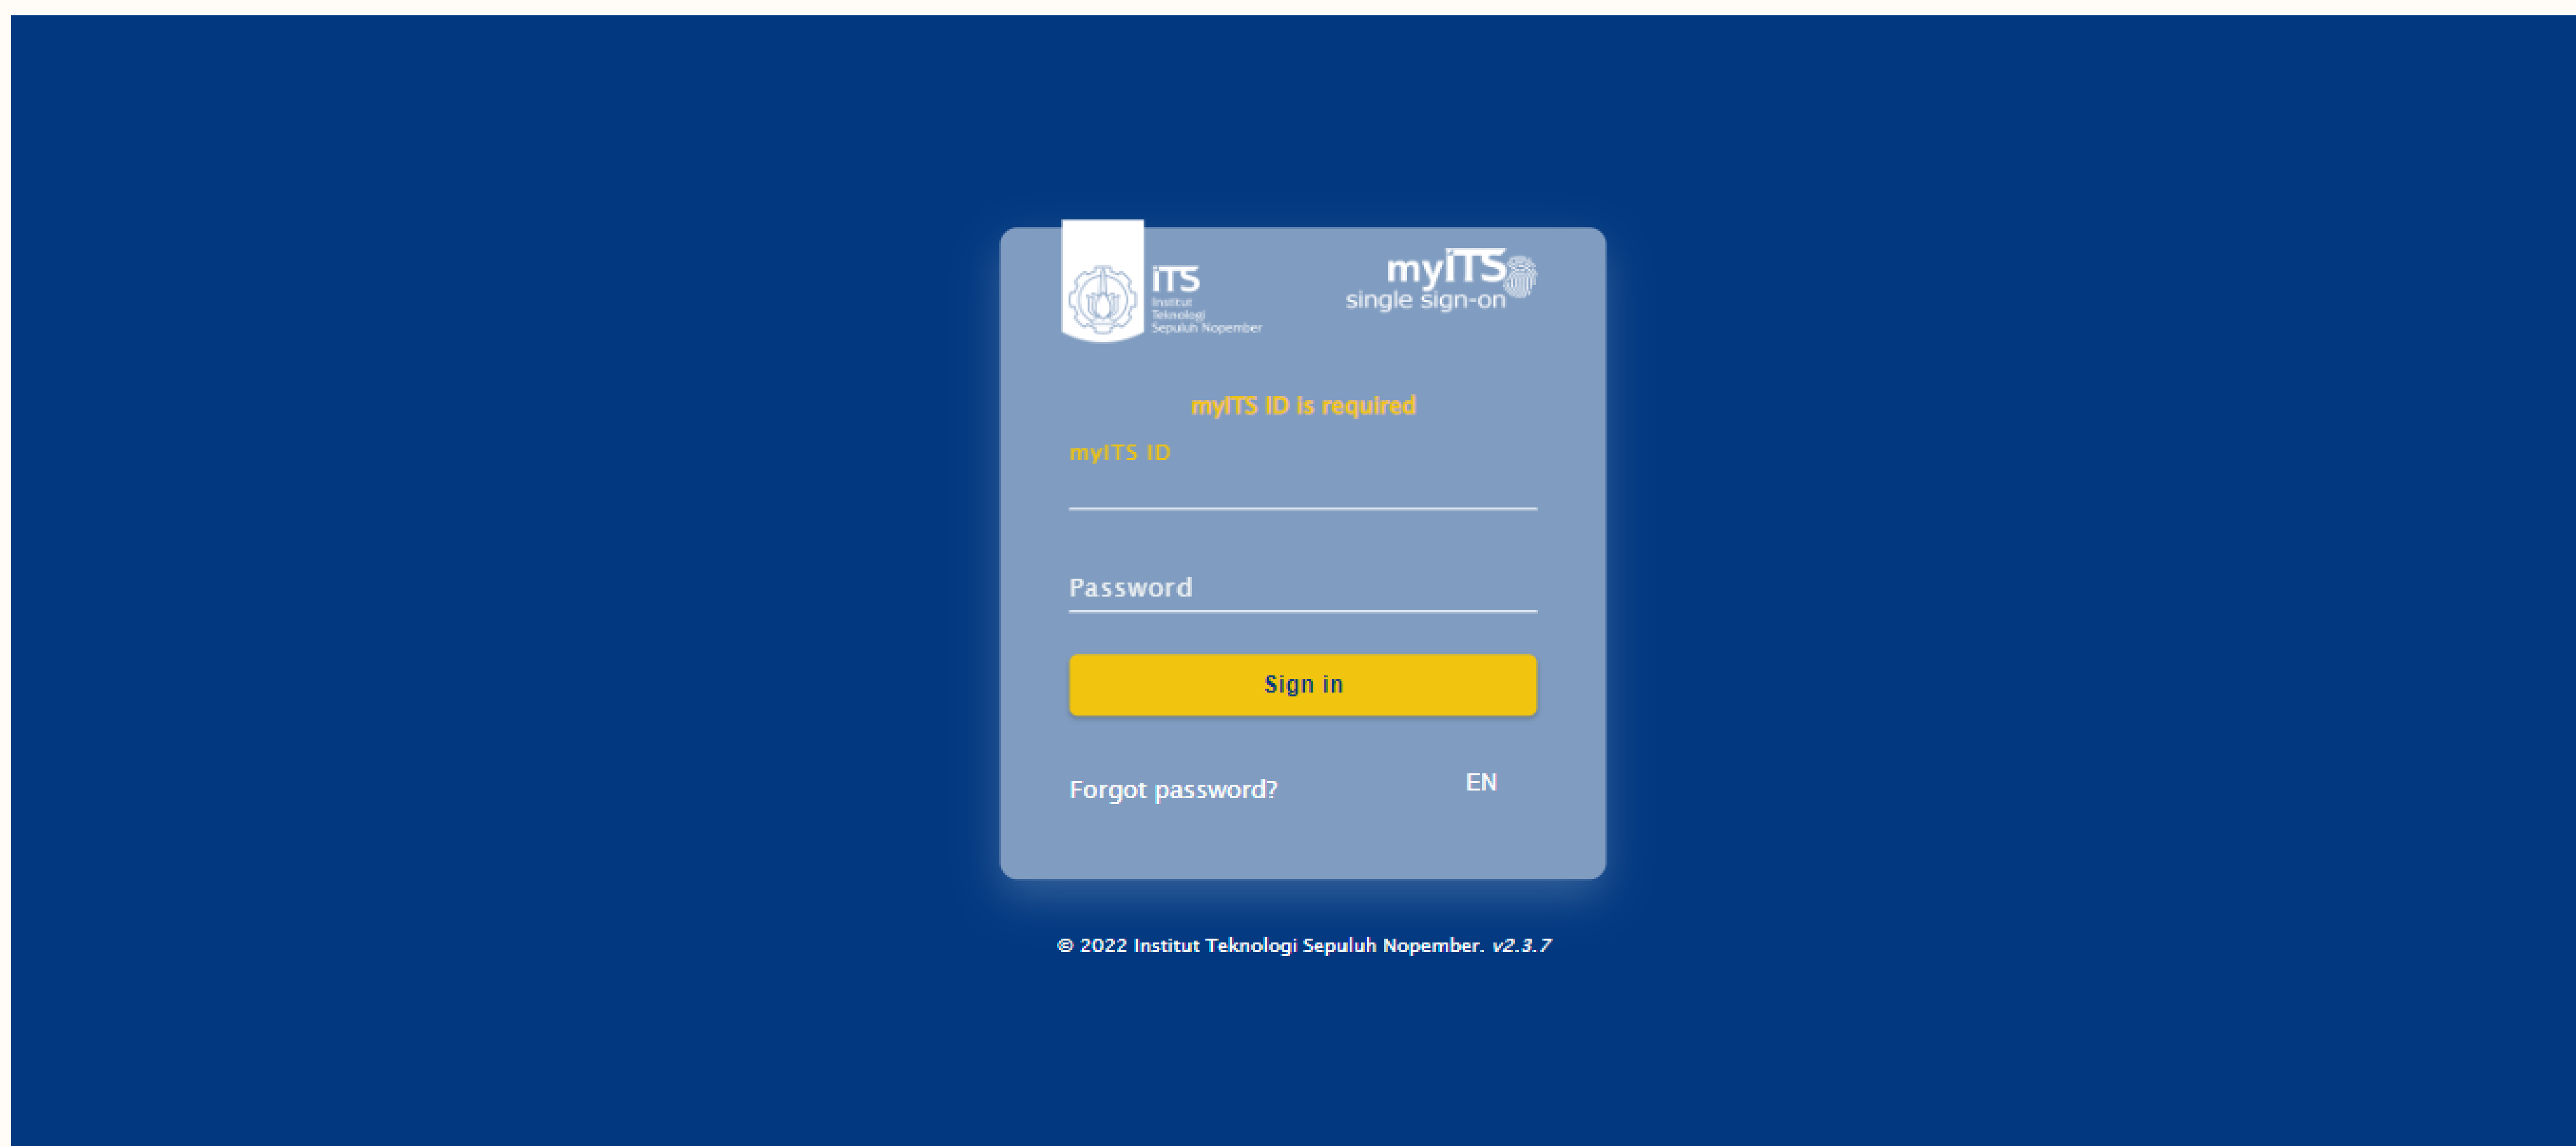 iTS
Institut
Teknologi
Sepuluh Nopember
myiTS
single sign-on
myITS ID is required
myITS ID
Password
Sign in
Forgot password?
EN
© 2022 Institut Teknologi Sepuluh Nopember. v2.3.7